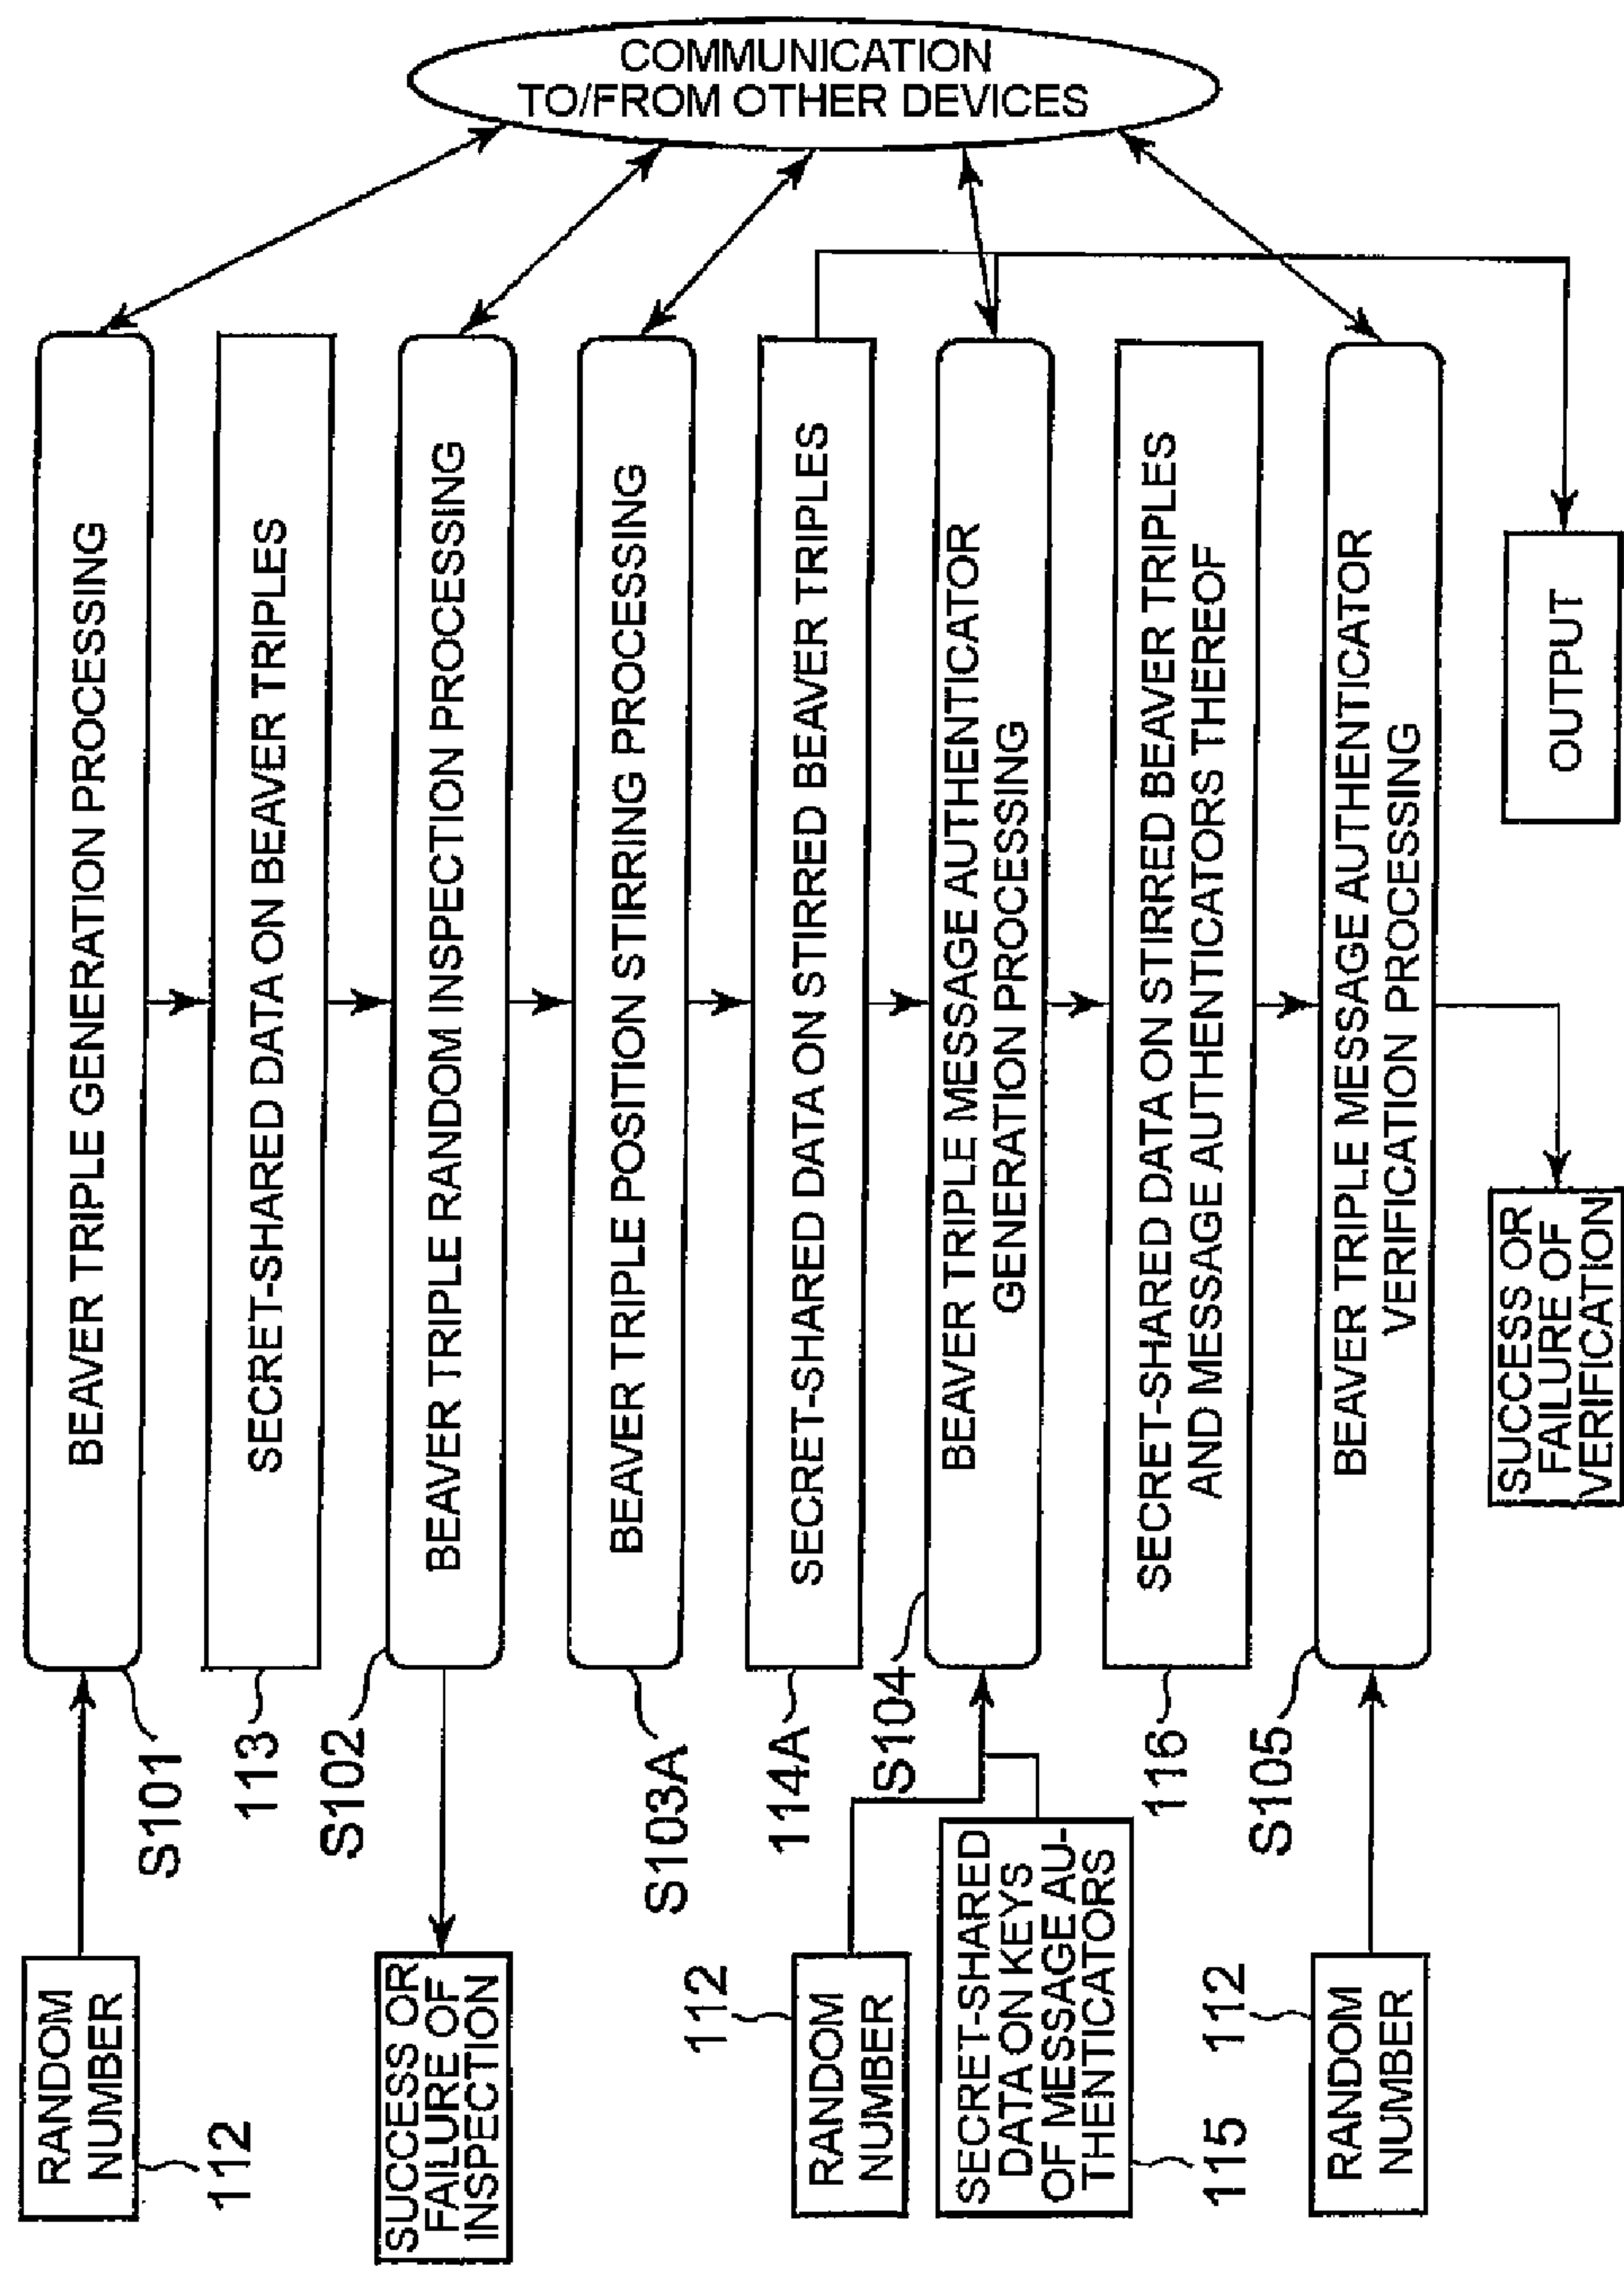 RANDOM
NUMBER
112
S101
BEAVER TRIPLE GENERATION PROCESSING
COMMUNICATION
TO/FROM OTHER DEVICES
113
SECRET-SHARED DATA ON BEAVER TRIPLES
S102
BEAVER TRIPLE RANDOM INSPECTION PROCESSING
SUCCESS OR
FAILURE OF
INSPECTION
S103A
BEAVER TRIPLE POSITION STIRRING PROCESSING
114A
SECRET-SHARED DATA ON STIRRED BEAVER TRIPLES
112
RANDOM
NUMBER
S104
BEAVER TRIPLE MESSAGE AUTHENTICATOR
GENERATION PROCESSING
SECRET-SHARED
DATA ON KEYS
OF MESSAGE AU-
THENTICATORS
115
116
SECRET-SHARED DATA ON STIRRED BEAVER TRIPLES
AND MESSAGE AUTHENTICATORS THEREOF
112
RANDOM
NUMBER
S105
BEAVER TRIPLE MESSAGE AUTHENTICATOR
VERIFICATION PROCESSING
SUCCESS OR
FAILURE OF
VERIFICATION
OUTPUT